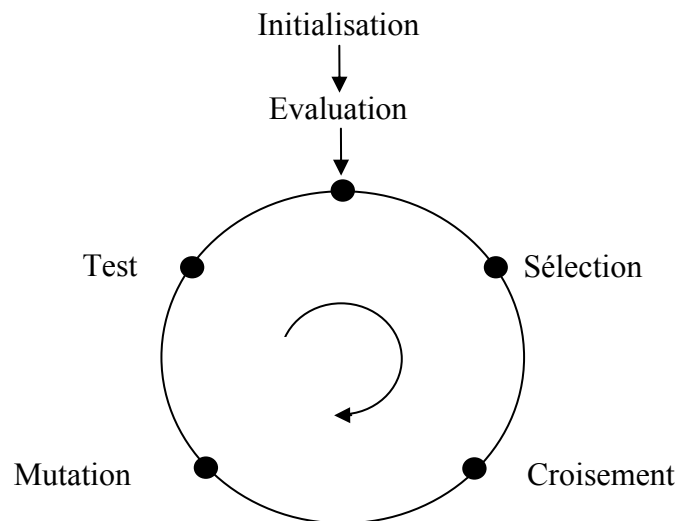 Initialisation
Evaluation
Test
Sélection
Mutation
Croisement